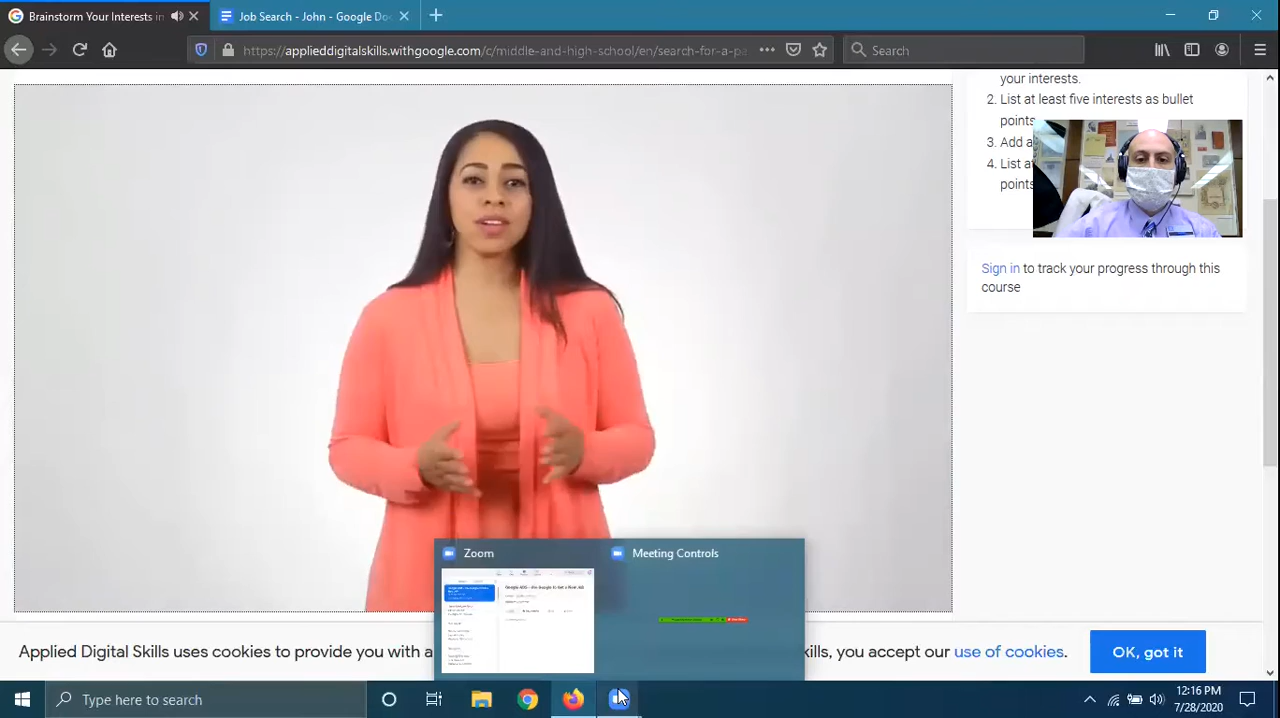 Brainstorm Your Interests in
Job Search - John - Google Do
https://applieddigitalskills.withgoogle.com/c/middle-and-high-school/en/search-for-a-pa
Search
your interests.
2. List at least five interests as bullet
points
3. Add a
4. List at
points
Sign in to track your progress through this
course
Zoom
Meeting Controls
Applied Digital Skills uses cookies to provide you with a
kills, you accept our use of cookies.
OK, got it
Type here to search
12:16 PM
7/28/2020